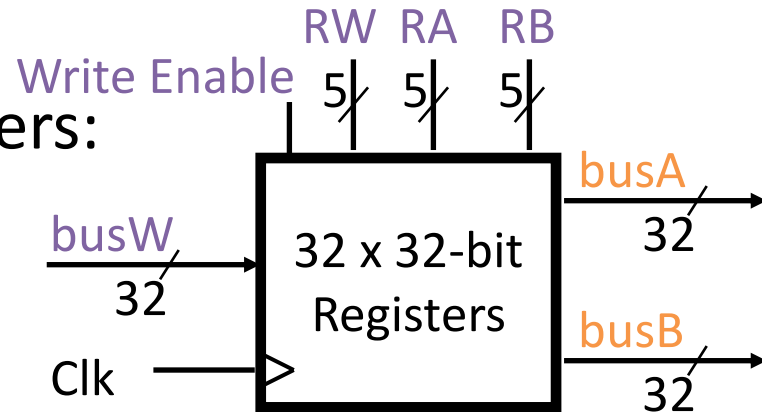 RW RA RB
Write Enable 5 5 5
ers:
busA
busW 32 x 32-bit 32
32 Registers
busB
Clk
32